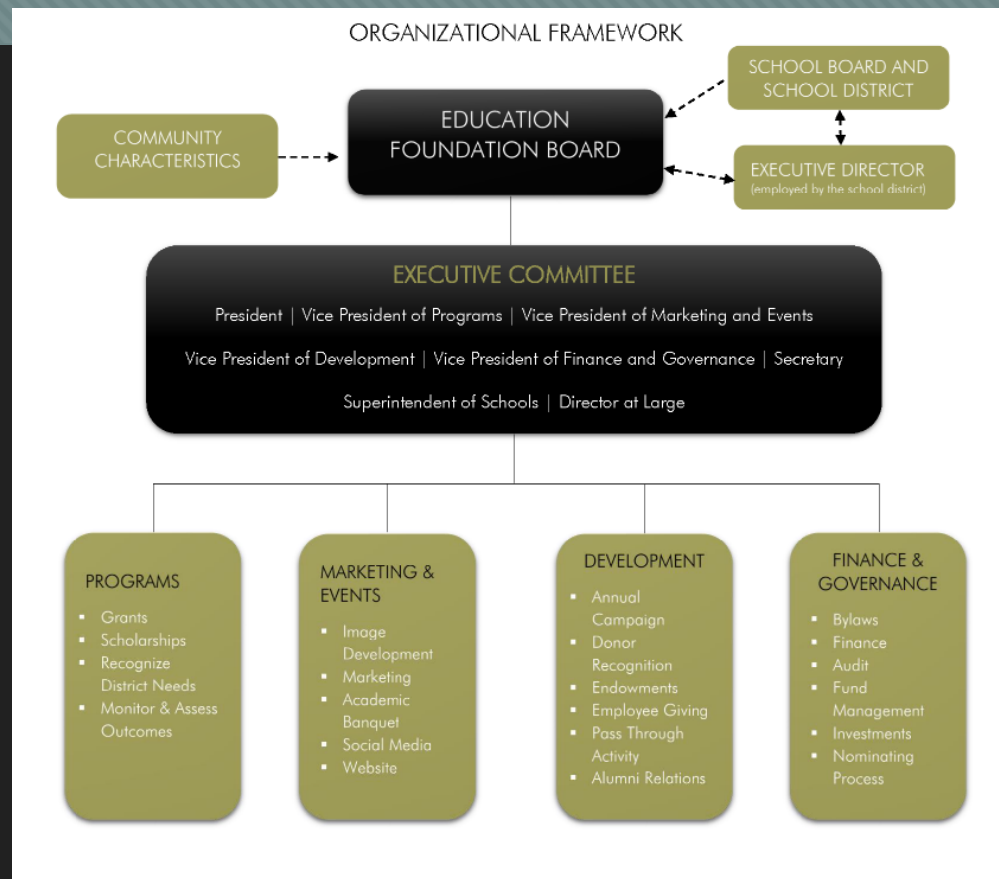 ORGANIZATIONAL FRAMEWORK
SCHOOL BOARD AND
SCHOOL DISTRICT
EDUCATION
FOUNDATION BOARD
COMMUNITY
CHARACTERISTICS
EXECUTIVE DIRECTOR
(employed by the school district)
EXECUTIVE COMMITTEE
President | Vice President of Programs | Vice President of Marketing and Events
Vice President of Development | Vice President of Finance and Governance | Secretary
Superintendent of Schools | Director at Large
PROGRAMS
▪ Grants
▪ Scholarships
▪ Recognize
District Needs
▪ Monitor & Assess
Outcomes
MARKETING &
EVENTS
▪ Image
Development
▪ Marketing
▪ Academic
Banquet
▪ Social Media
▪ Website
DEVELOPMENT
▪ Annual
Campaign
▪ Donor
Recognition
▪ Endowments
▪ Employee Giving
▪ Pass Through
Activity
▪ Alumni Relations
FINANCE &
GOVERNANCE
▪ Bylaws
▪ Finance
▪ Audit
▪ Fund
Management
▪ Investments
▪ Nominating
Process